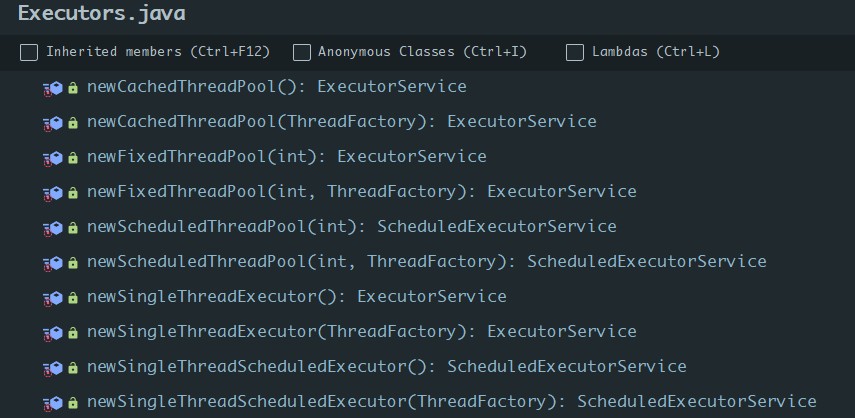 Executors.java
Inherited members (Ctrl+F12) Anonymous Classes (Ctrl+I) Lambdas (Ctrl+L)
newCachedThreadPool(): ExecutorService
newCachedThreadPool(ThreadFactory): ExecutorService
newFixedThreadPool(int): ExecutorService
newFixedThreadPool(int, ThreadFactory): ExecutorService
newScheduledThreadPool(int): ScheduledExecutorService
newScheduledThreadPool(int, ThreadFactory): ScheduledExecutorService
newSingleThreadExecutor(): ExecutorService
newSingleThreadExecutor(ThreadFactory): ExecutorService
newSingleThreadScheduledExecutor(): ScheduledExecutorService
newSingleThreadScheduledExecutor(ThreadFactory): ScheduledExecutorService